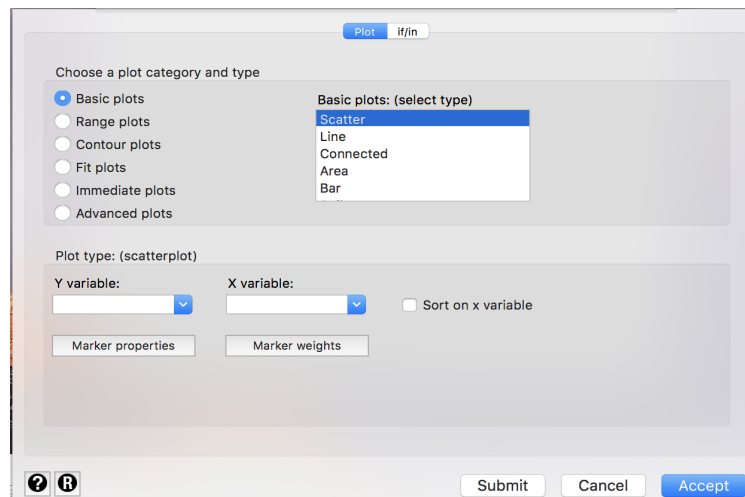 Plot if/in
Choose a plot category and type
Basic plots
Range plots
Contour plots
Fit plots
Immediate plots
Advanced plots
Basic plots: (select type)
Scatter
Line
Connected
Area
Bar
Plot type: (scatterplot)
Y variable:
X variable:
Sort on x variable
Marker properties
Marker weights
? R
Submit Cancel Accept